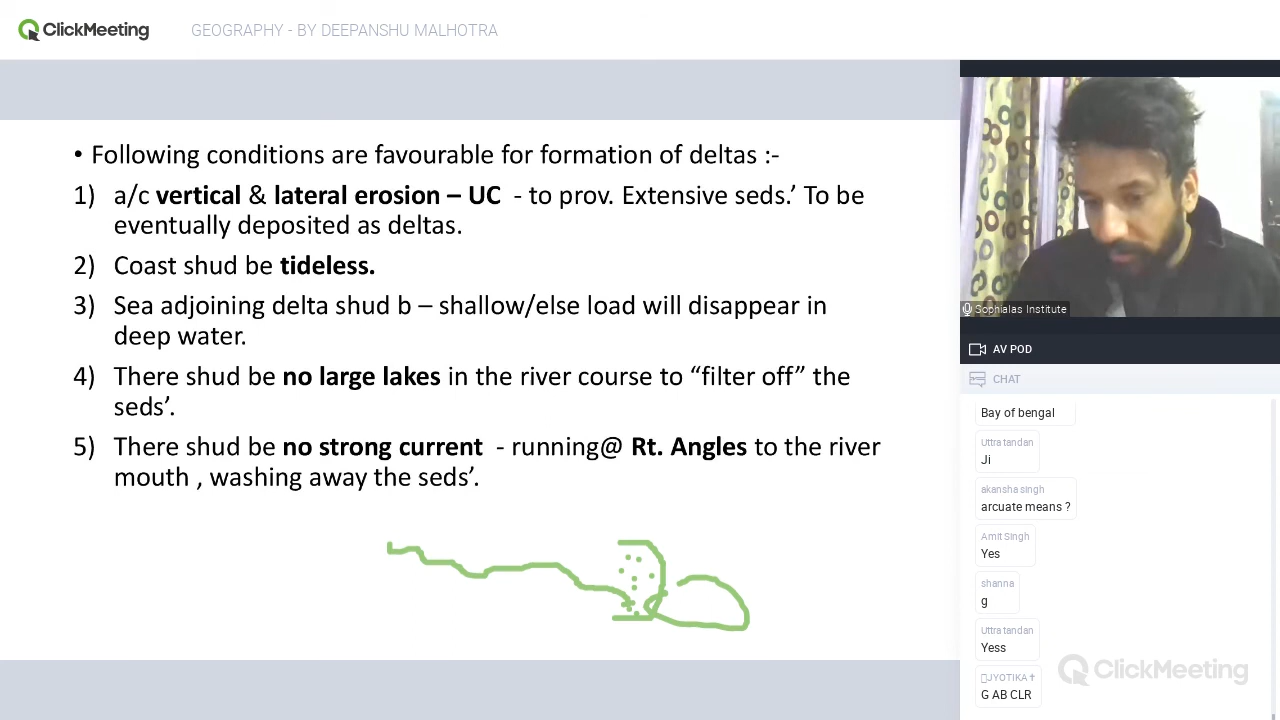 ClickMeeting
GEOGRAPHY - BY DEEPANSHU MALHOTRA
• Following conditions are favourable for formation of deltas :-
1) a/c vertical & lateral erosion – UC - to prov. Extensive seds.’ To be
eventually deposited as deltas.
2) Coast shud be tideless.
3) Sea adjoining delta shud b – shallow/else load will disappear in
deep water.
4) There shud be no large lakes in the river course to “filter off” the
seds’.
5) There shud be no strong current - running@ Rt. Angles to the river
mouth , washing away the seds’.
Sophialas Institute
AV POD
CHAT
Bay of bengal
Uttra tandan
Ji
akansha singh
arcuate means ?
Amit Singh
Yes
shanna
g
Uttra tandan
Yess
JYOTIKA ✝
G AB CLR
ClickMeeting